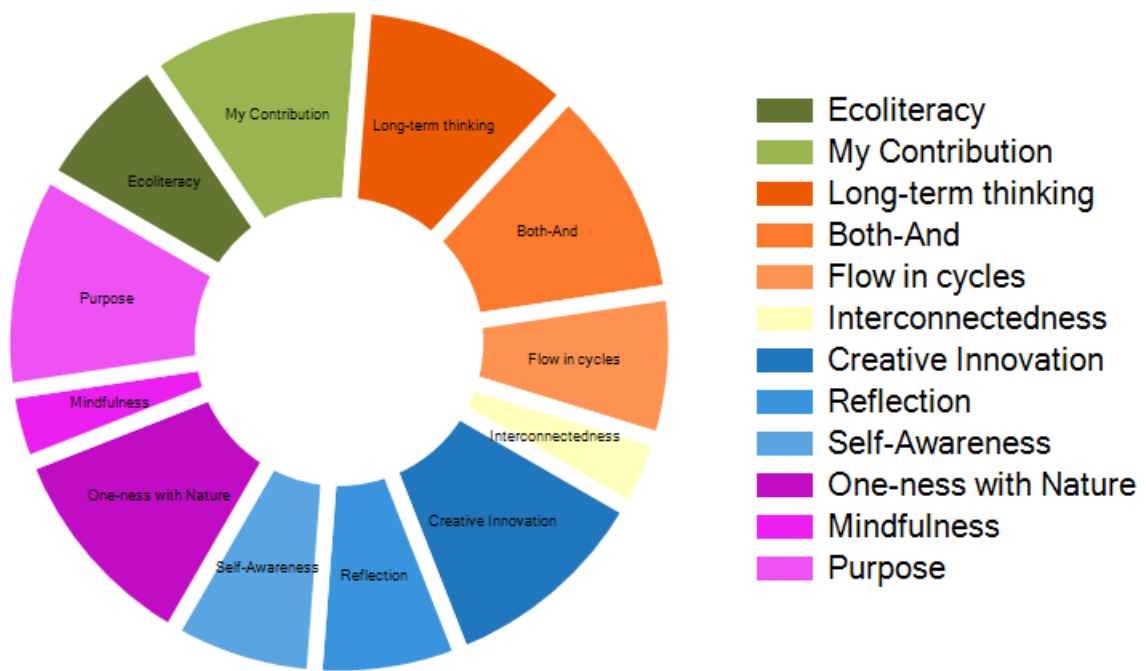 My Contribution
Long-term thinking
Ecoliteracy
Both-And
Purpose
Flow in cycles
Mindfulness
Interconnectedness
One-ness with Nature
Creative Innovation
Self-Awareness
Reflection
Ecoliteracy
My Contribution
Long-term thinking
Both-And
Flow in cycles
Interconnectedness
Creative Innovation
Reflection
Self-Awareness
One-ness with Nature
Mindfulness
Purpose